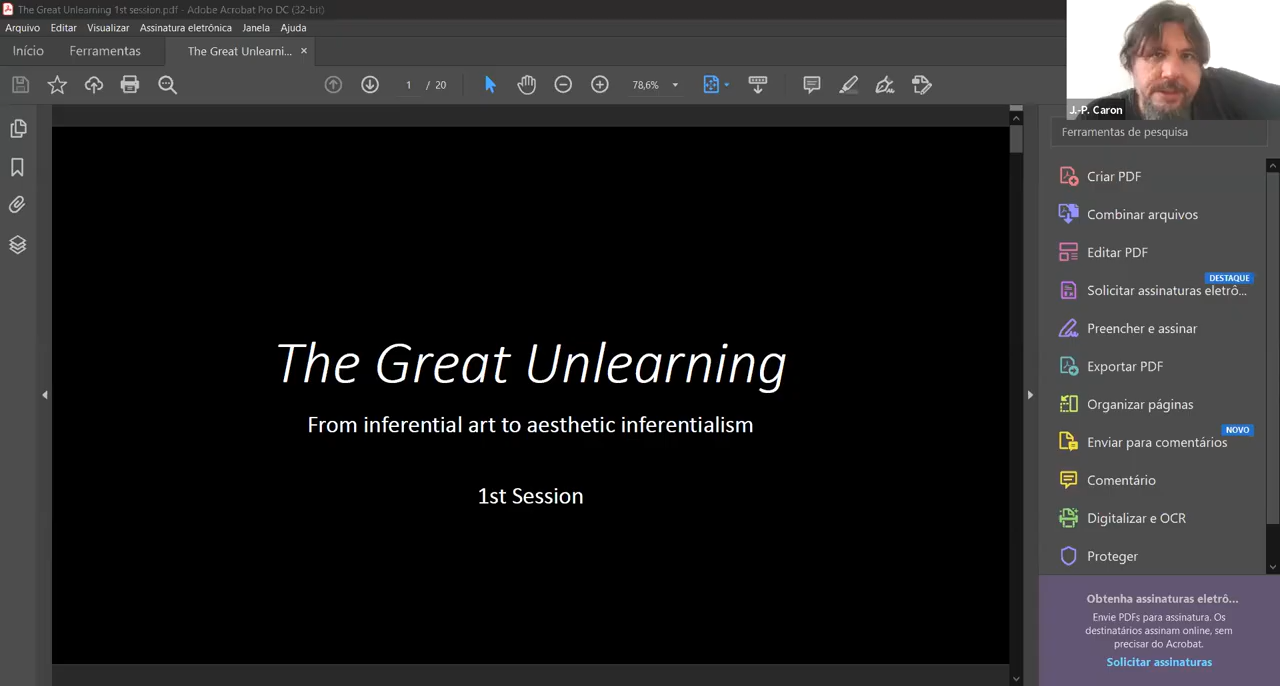 The Great Unlearning 1st session.pdf - Adobe Acrobat Pro DC (32-bit)
Arquivo Editar Visualizar Assinatura eletrônica Janela Ajuda
Início Ferramentas The Great Unlearni... ×
1 / 20 78,6%
J.-P. Caron
Ferramentas de pesquisa
Criar PDF
Combinar arquivos
Editar PDF
DESTAQUE
Solicitar assinaturas eletrô...
Preencher e assinar
Exportar PDF
Organizar páginas
NOVO
Enviar para comentários
Comentário
Digitalizar e OCR
Proteger
Obtenha assinaturas eletrô...
Envie PDFs para assinatura. Os
destinatários assinam online, sem
precisar do Acrobat.
Solicitar assinaturas
The Great Unlearning
From inferential art to aesthetic inferentialism
1st Session